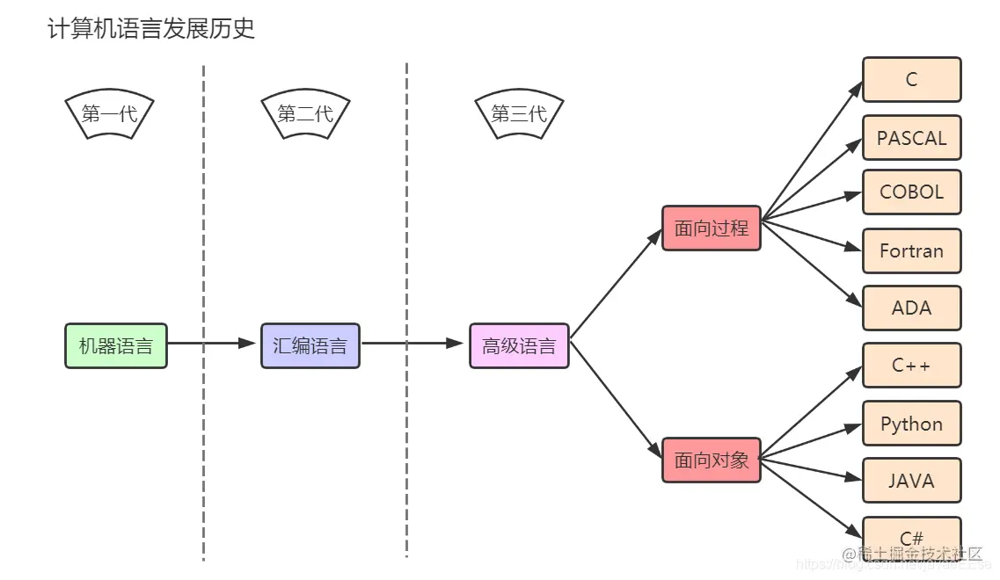 计算机语言发展历史
第一代
第二代
第三代
C
PASCAL
COBOL
面向过程
Fortran
ADA
机器语言
汇编语言
高级语言
C++
Python
面向对象
JAVA
C#
@稀土掘金技术社区